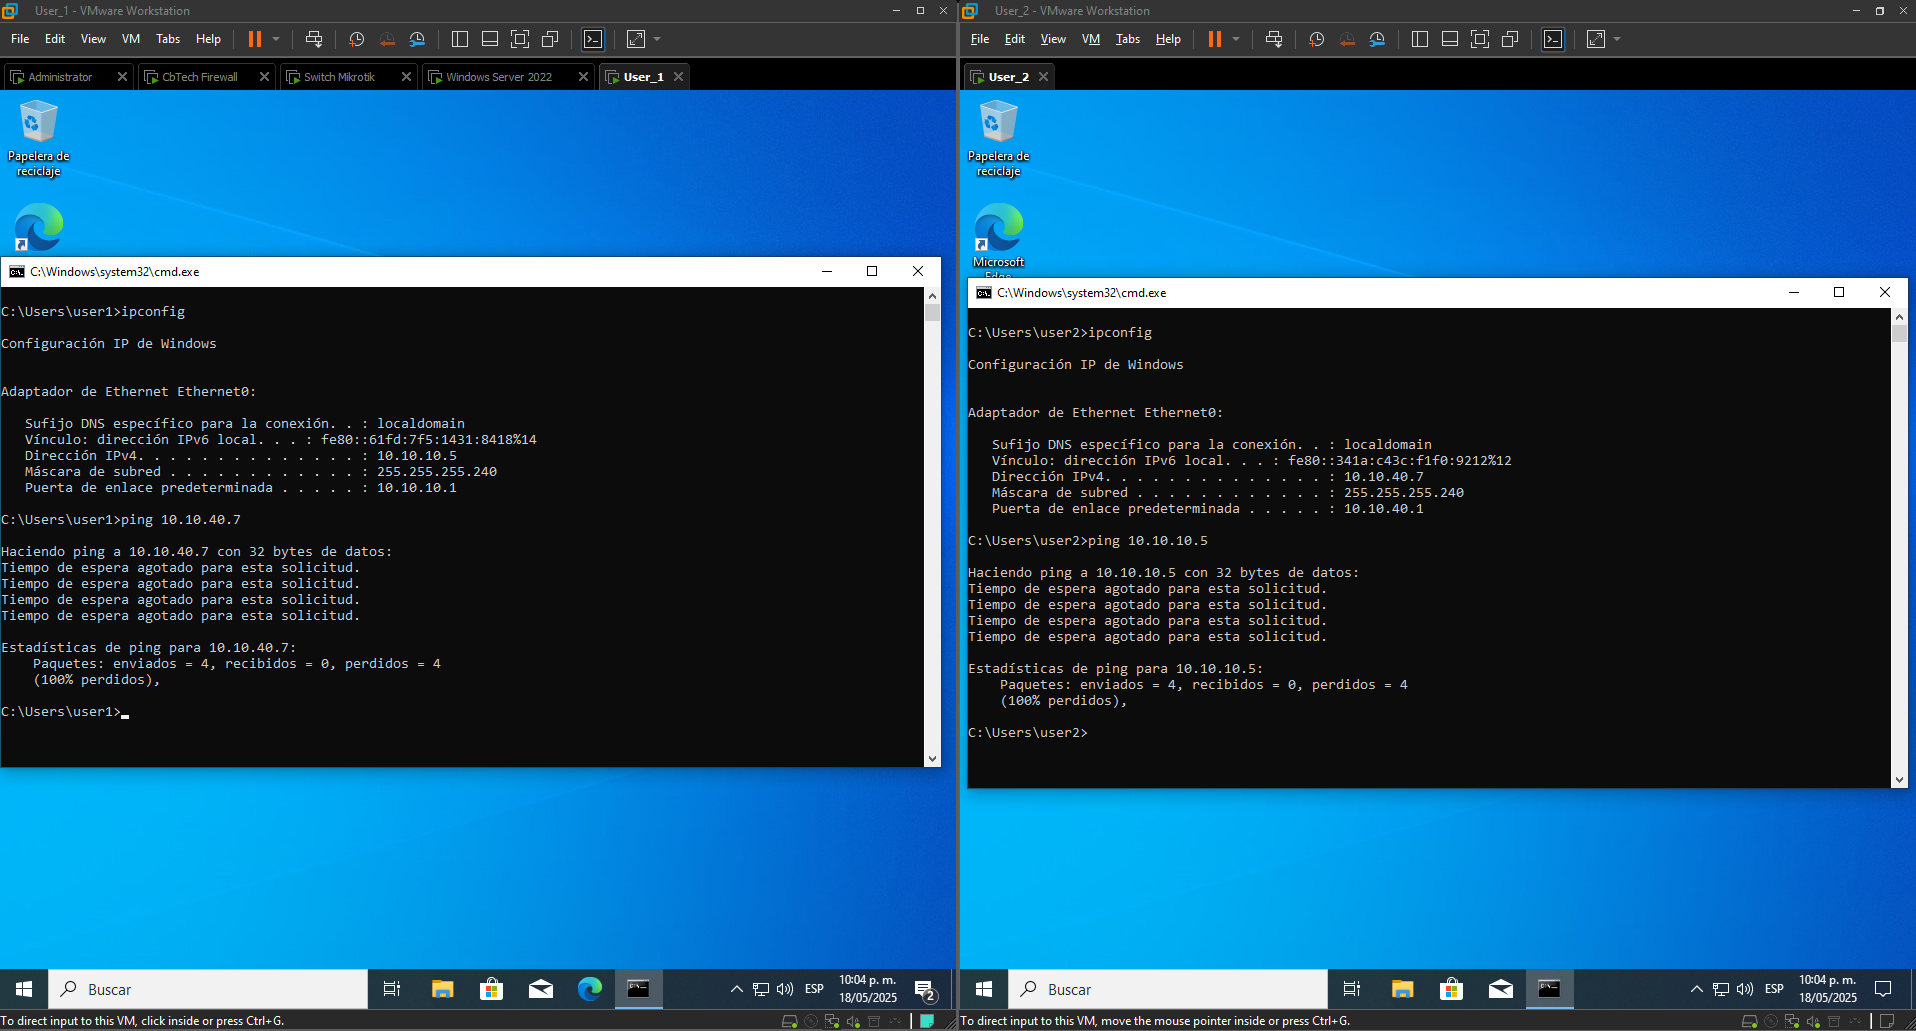 User_1 - VMware Workstation
File Edit View VM Tabs Help
Administrator CbTech Firewall Switch Mikrotik Windows Server 2022 User_1
Papelera de
reciclaje
C:\Windows\system32\cmd.exe
C:\Users\user1>ipconfig
Configuración IP de Windows
Adaptador de Ethernet Ethernet0:
Sufijo DNS específico para la conexión. . : localdomain
Vínculo: dirección IPv6 local. . . : fe80::61fd:7f5:1431:8418%14
Dirección IPv4. . . . . . . . . . . . . . : 10.10.10.5
Máscara de subred . . . . . . . . . . . . : 255.255.255.240
Puerta de enlace predeterminada . . . . . : 10.10.10.1
C:\Users\user1>ping 10.10.40.7
Haciendo ping a 10.10.40.7 con 32 bytes de datos:
Tiempo de espera agotado para esta solicitud.
Tiempo de espera agotado para esta solicitud.
Tiempo de espera agotado para esta solicitud.
Tiempo de espera agotado para esta solicitud.
Estadísticas de ping para 10.10.40.7:
Paquetes: enviados = 4, recibidos = 0, perdidos = 4
(100% perdidos),
C:\Users\user1>
Buscar
ESP
10:04 p. m.
18/05/2025
2
To direct input to this VM, click inside or press Ctrl+G.
User_2 - VMware Workstation
File Edit View VM Tabs Help
User_2
Papelera de
reciclaje
Microsoft
Edge
C:\Windows\system32\cmd.exe
C:\Users\user2>ipconfig
Configuración IP de Windows
Adaptador de Ethernet Ethernet0:
Sufijo DNS específico para la conexión. . : localdomain
Vínculo: dirección IPv6 local. . . : fe80::341a:c43c:f1f0:9212%12
Dirección IPv4. . . . . . . . . . . . . . : 10.10.40.7
Máscara de subred . . . . . . . . . . . . : 255.255.255.240
Puerta de enlace predeterminada . . . . . : 10.10.40.1
C:\Users\user2>ping 10.10.10.5
Haciendo ping a 10.10.10.5 con 32 bytes de datos:
Tiempo de espera agotado para esta solicitud.
Tiempo de espera agotado para esta solicitud.
Tiempo de espera agotado para esta solicitud.
Tiempo de espera agotado para esta solicitud.
Estadísticas de ping para 10.10.10.5:
Paquetes: enviados = 4, recibidos = 0, perdidos = 4
(100% perdidos),
C:\Users\user2>
Buscar
ESP
10:04 p. m.
18/05/2025
To direct input to this VM, move the mouse pointer inside or press Ctrl+G.